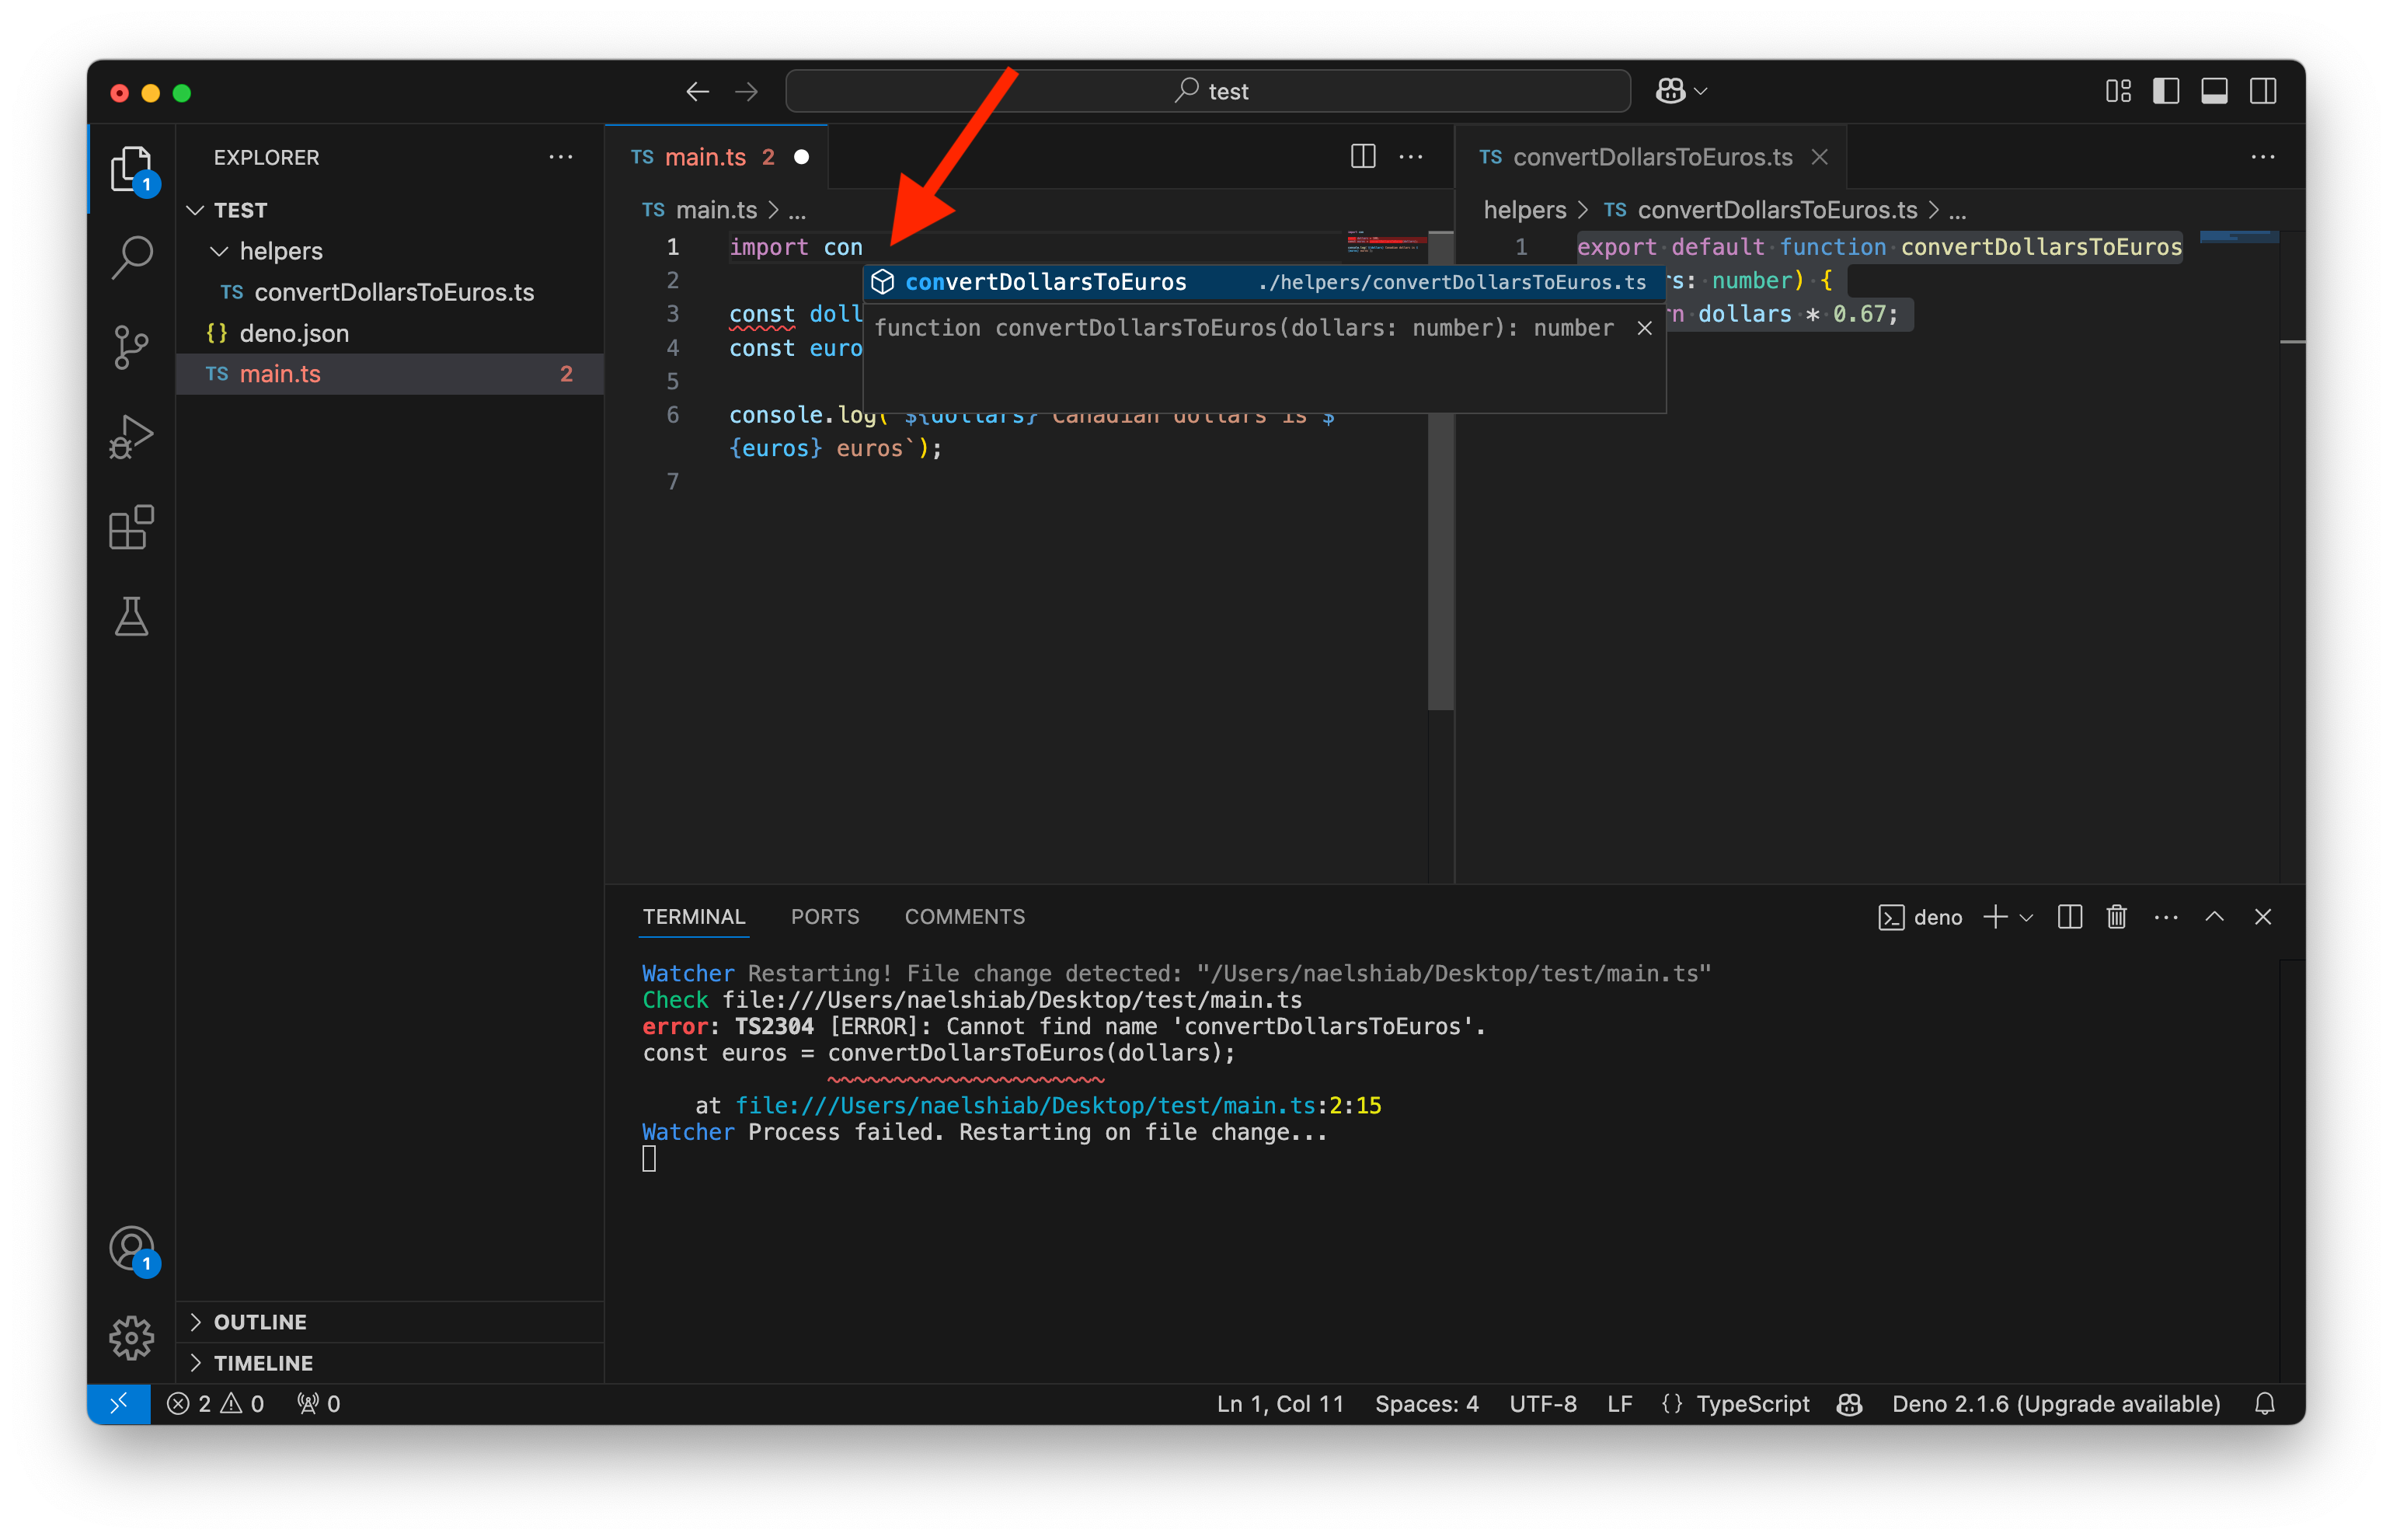 test
EXPLORER
TEST
helpers
TS convertDollarsToEuros.ts
{} deno.json
TS main.ts 2
OUTLINE
TIMELINE
1
1
TS main.ts 2
TS main.ts > ...
1 import con
2
3 const doll
4 const euro
5
6 console.log( ${dollars} Canadian dollars is $
{euros} euros`);
7
convertDollarsToEuros ./helpers/convertDollarsToEuros.ts
function convertDollarsToEuros(dollars: number): number
TS convertDollarsToEuros.ts
helpers > TS convertDollarsToEuros.ts > ...
1 export default function convertDollarsToEuros
s: number) {
n dollars * 0.67;
TERMINAL PORTS COMMENTS
deno
Watcher Restarting! File change detected: "/Users/naelshiab/Desktop/test/main.ts"
Check file:///Users/naelshiab/Desktop/test/main.ts
error: TS2304 [ERROR]: Cannot find name 'convertDollarsToEuros'.
const euros = convertDollarsToEuros(dollars);
at file:///Users/naelshiab/Desktop/test/main.ts:2:15
Watcher Process failed. Restarting on file change...
2 0 0
Ln 1, Col 11 Spaces: 4 UTF-8 LF {} TypeScript Deno 2.1.6 (Upgrade available)